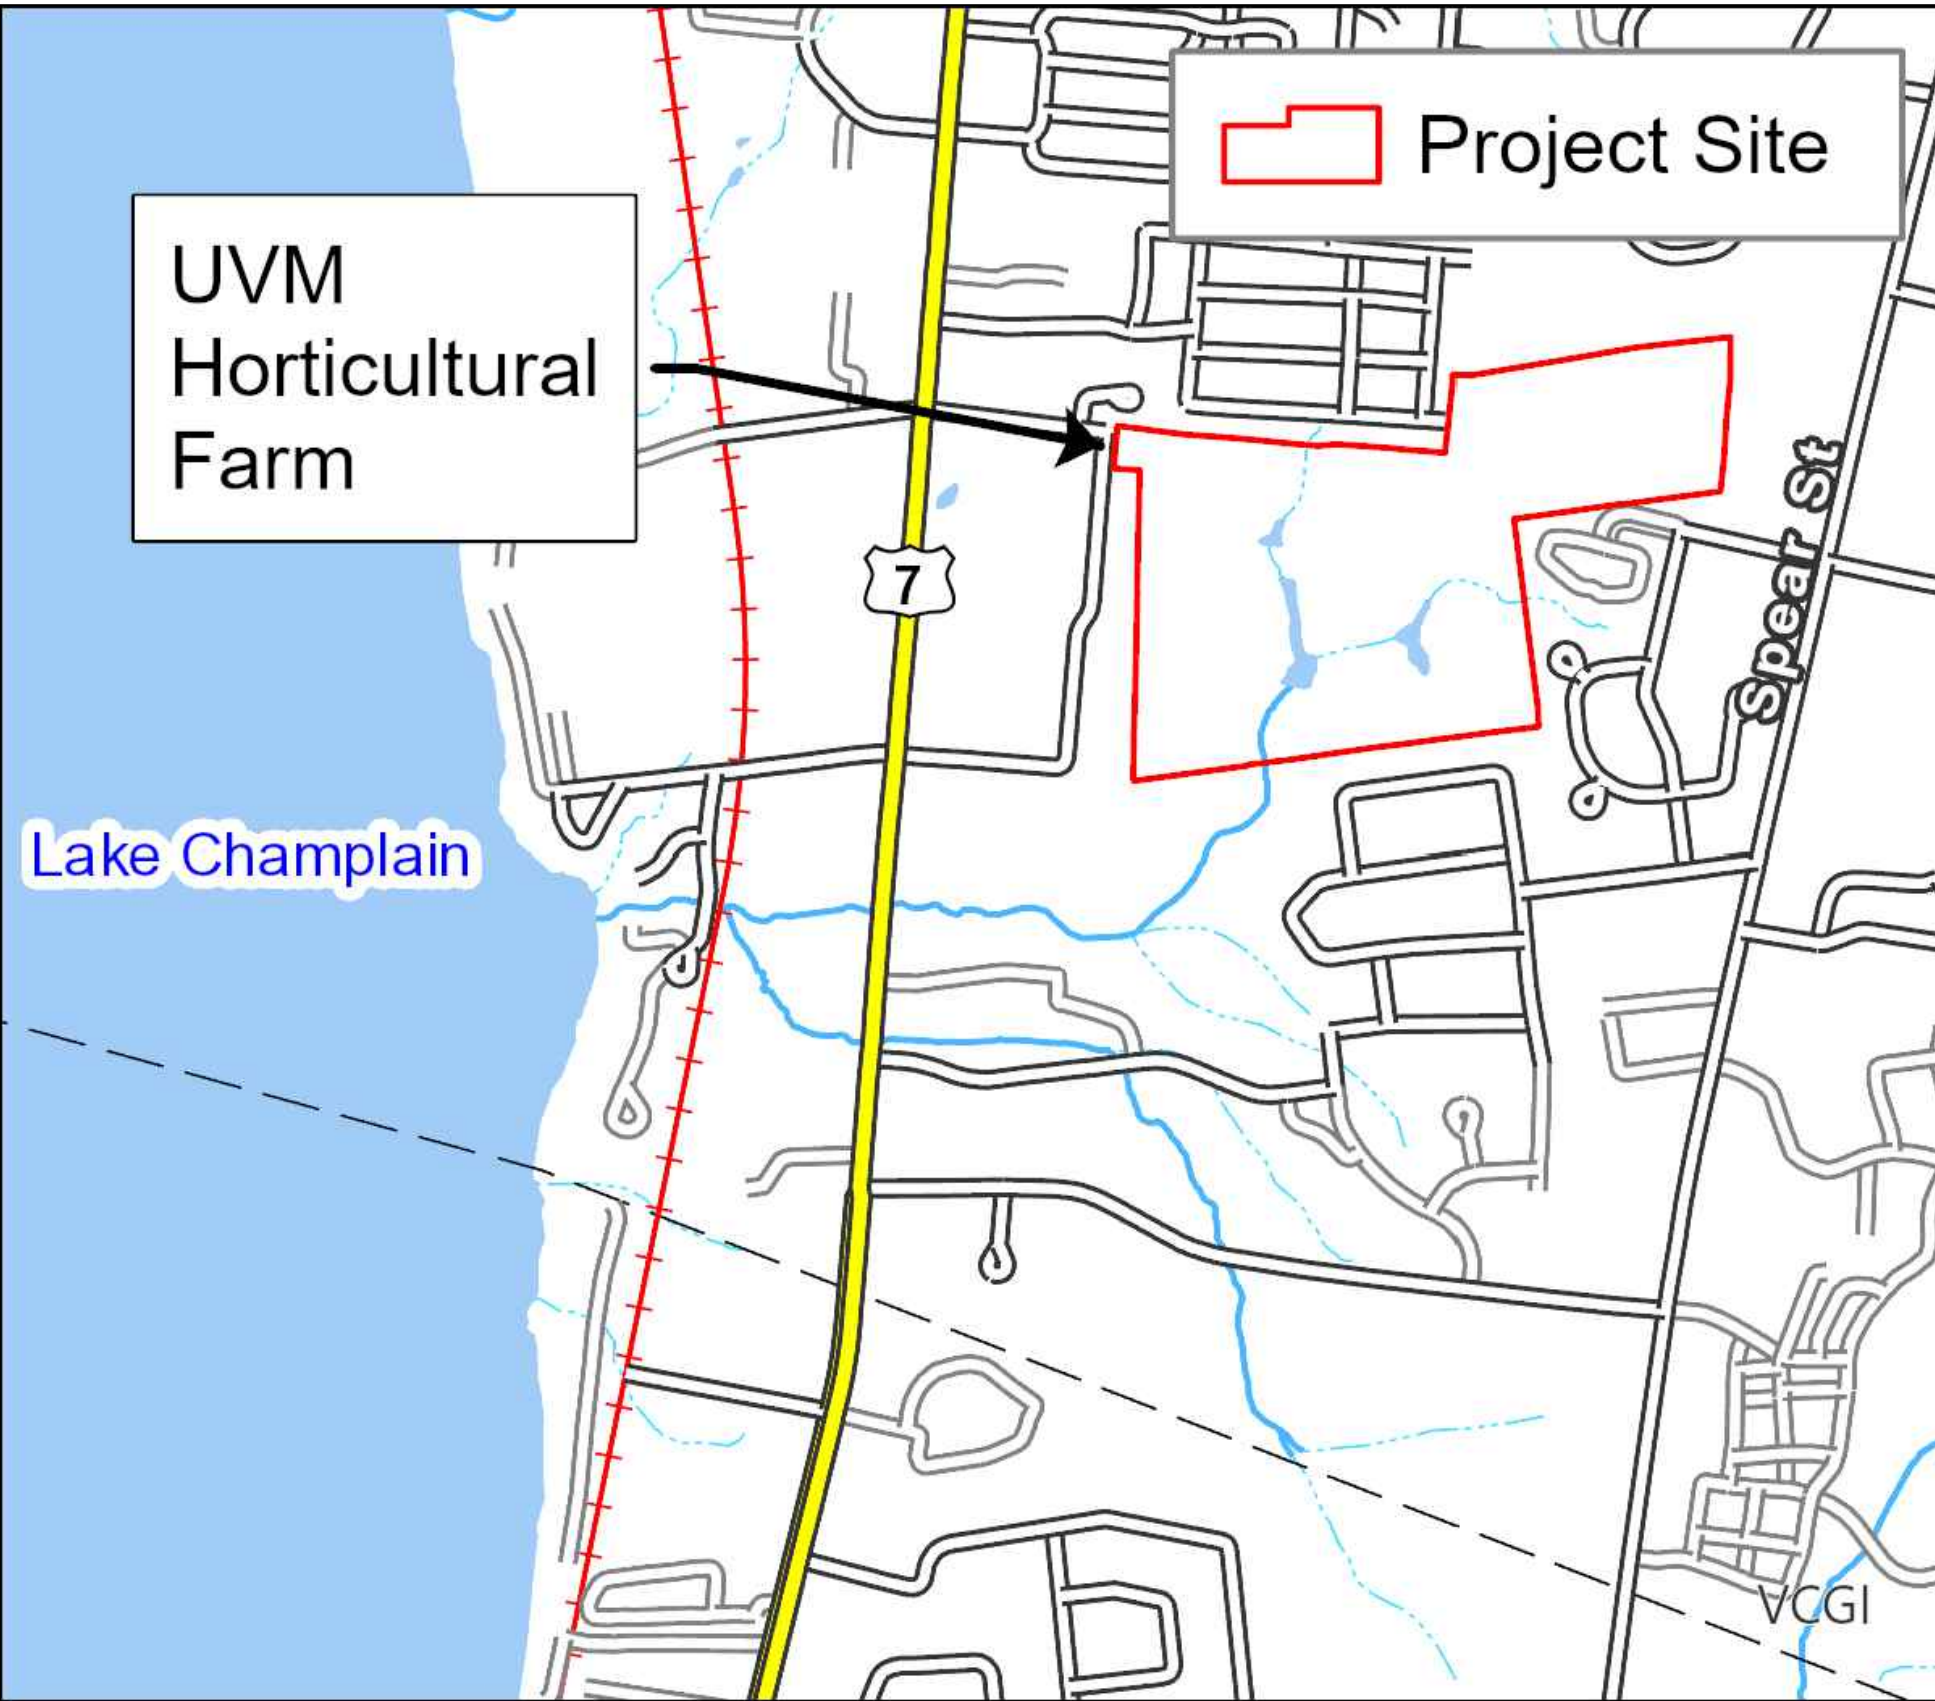 Project Site
UVM
Horticultural
Farm
7
Spear St
Lake Champlain
VCGI